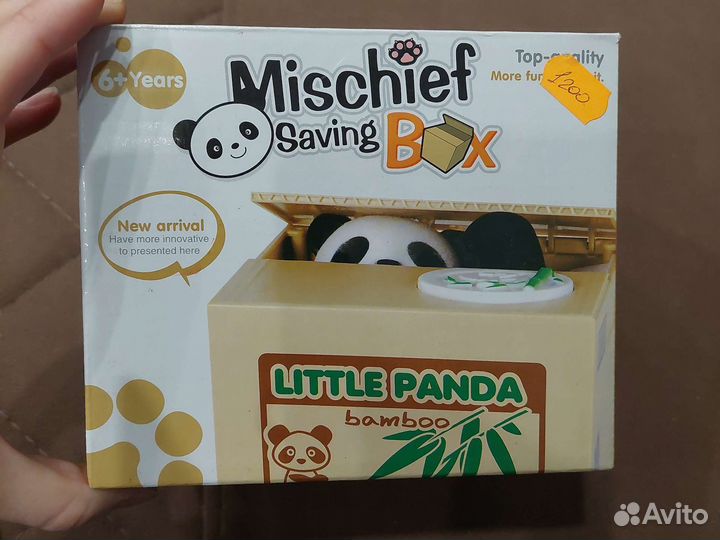 6+ Years
Mischief
Saving Box
Top-quality
More fun it.
1200
New arrival
Have more innovative
to presented here
LITTLE PANDA
bamboo
Avito